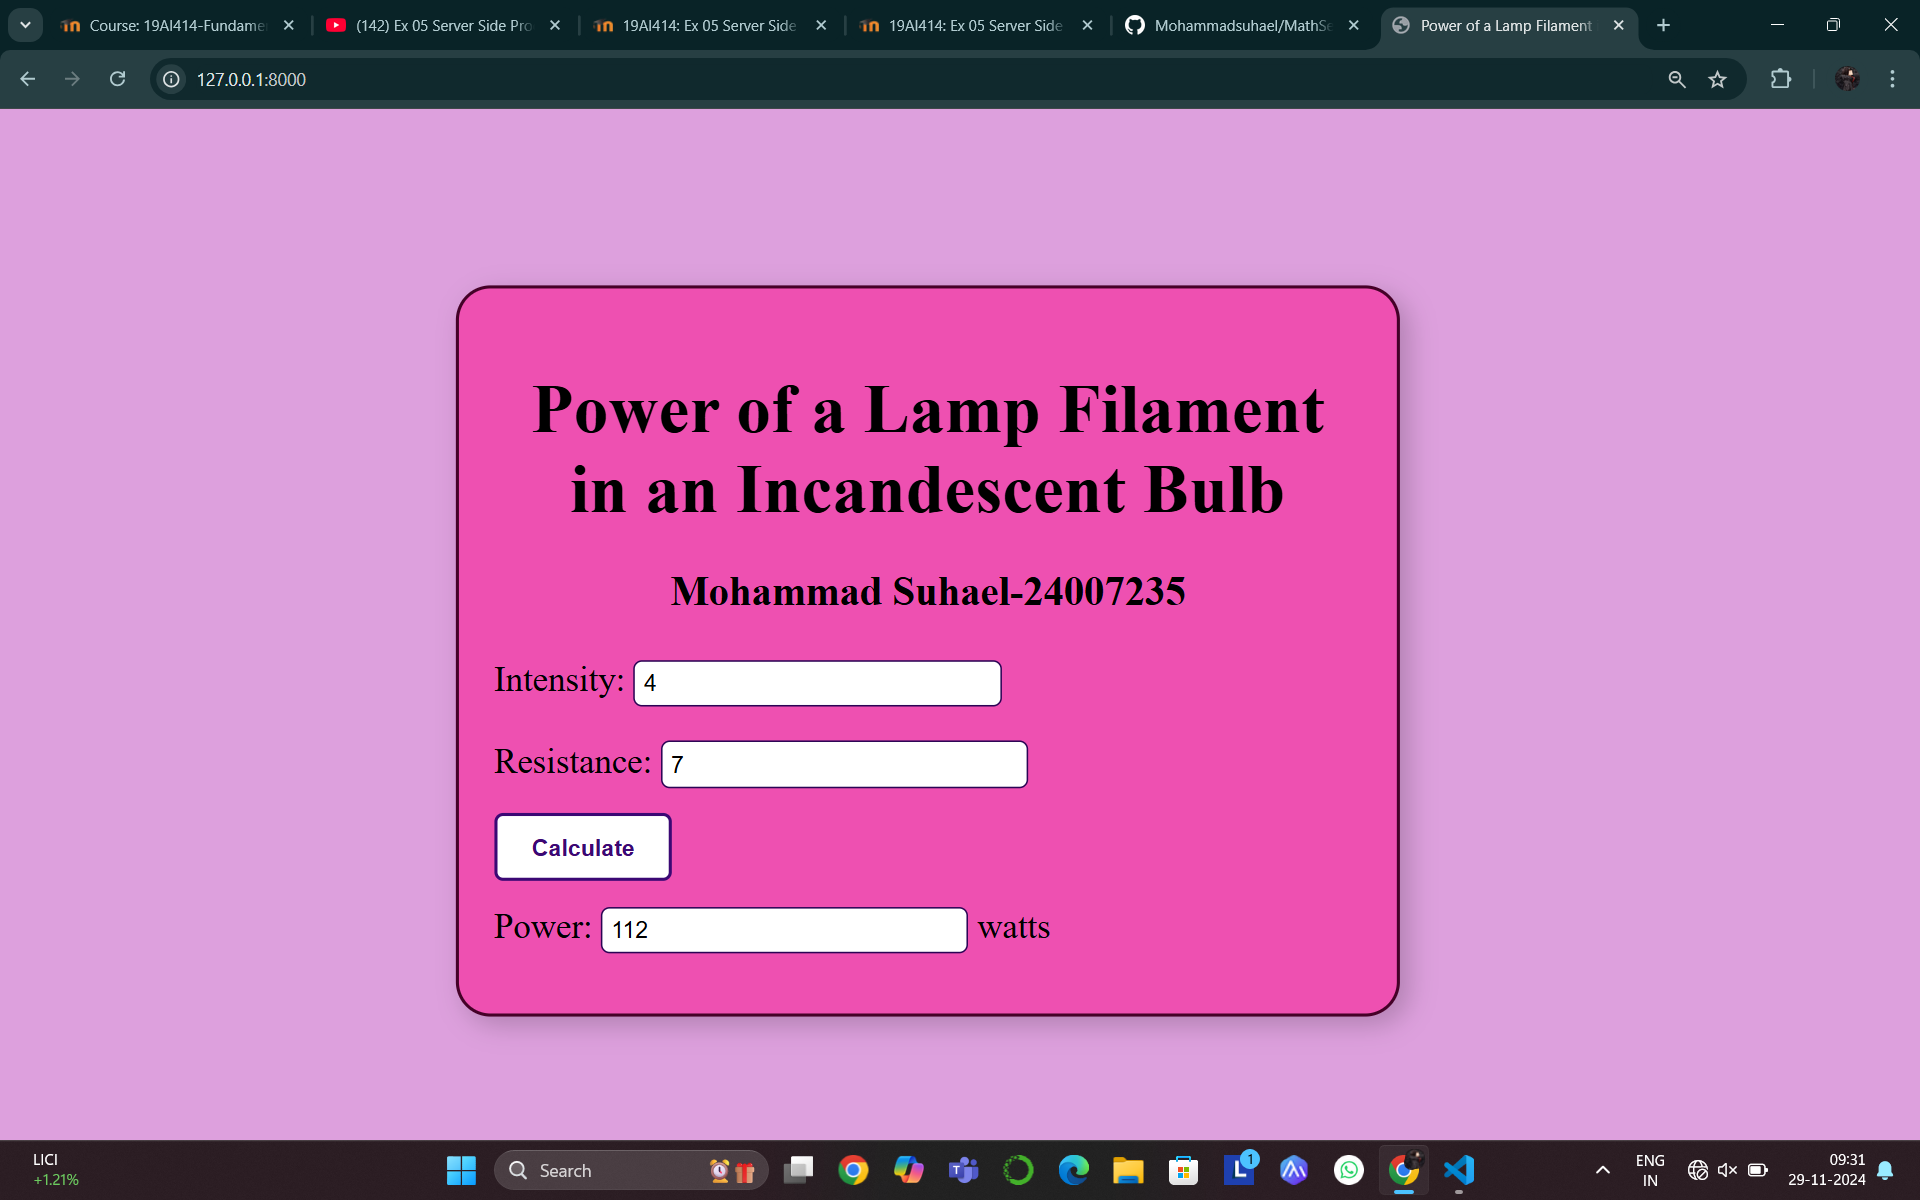 Course: 19AI414-Fundame
(142) Ex 05 Server Side Pro
19AI414: Ex 05 Server Side
19AI414: Ex 05 Server Side
Mohammadsuhael/MathSe
Power of a Lamp Filament
127.0.0.1:8000
Power of a Lamp Filament
in an Incandescent Bulb
Mohammad Suhael-24007235
Intensity: 4
Resistance: 7
Calculate
Power: 112 watts
LICI
+1.21%
Search
1
ENG
IN
09:31
29-11-2024